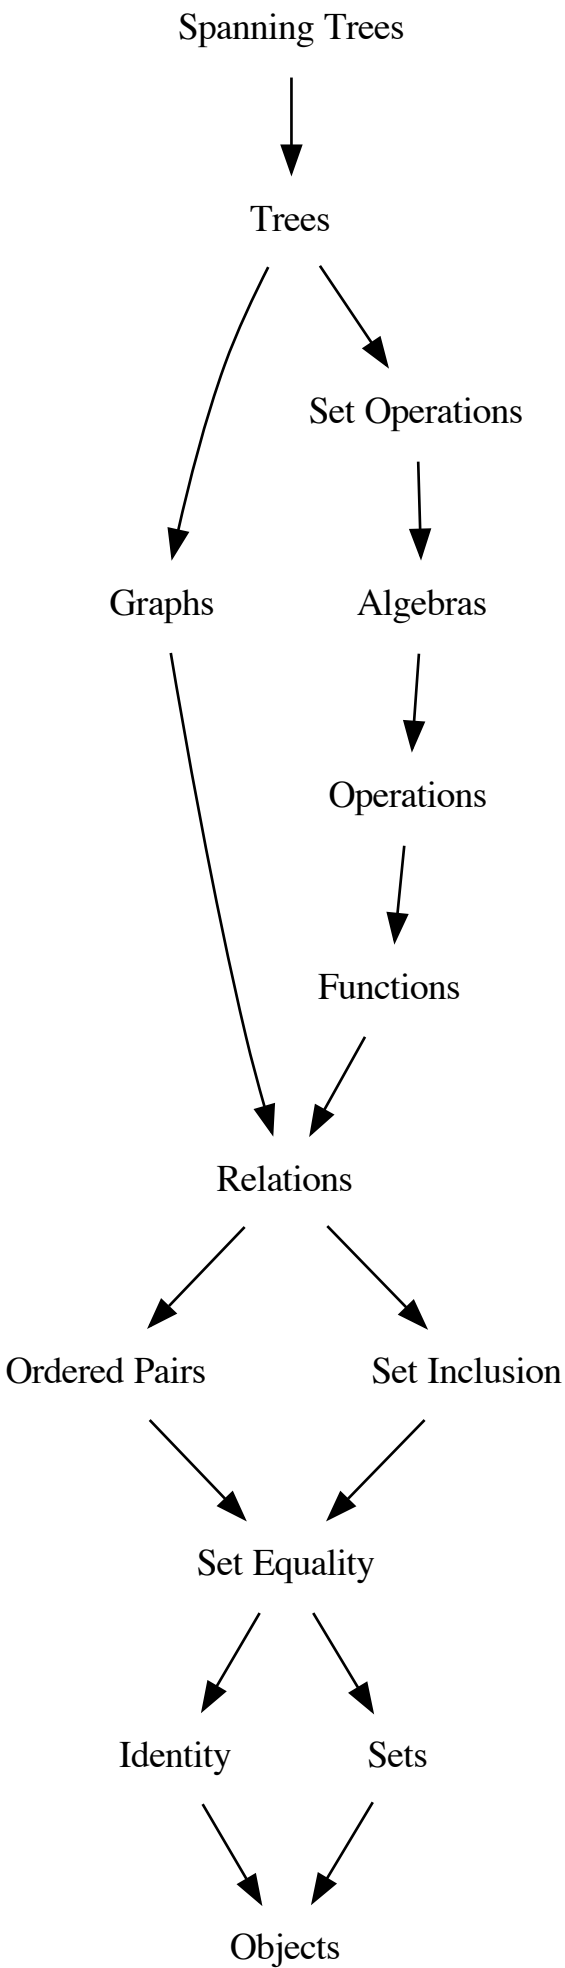 Spanning Trees
Trees
Set Operations
Graphs
Algebras
Operations
Functions
Relations
Ordered Pairs
Set Inclusion
Set Equality
Identity
Sets
Objects